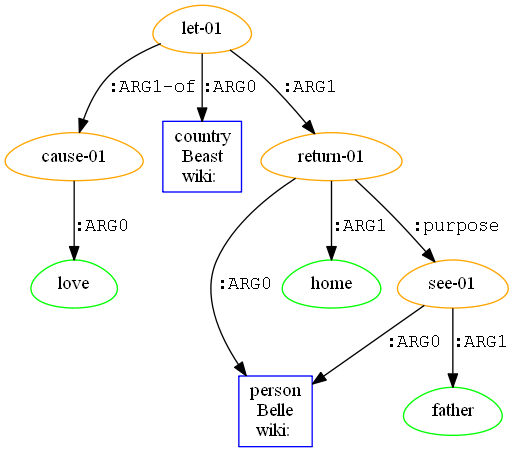 let-01
:ARG1-of
:ARG0
:ARG1
cause-01
country
Beast
wiki:
return-01
:ARG0
:ARG0
:ARG1
:purpose
love
home
see-01
:ARG0
:ARG1
person
Belle
wiki:
father